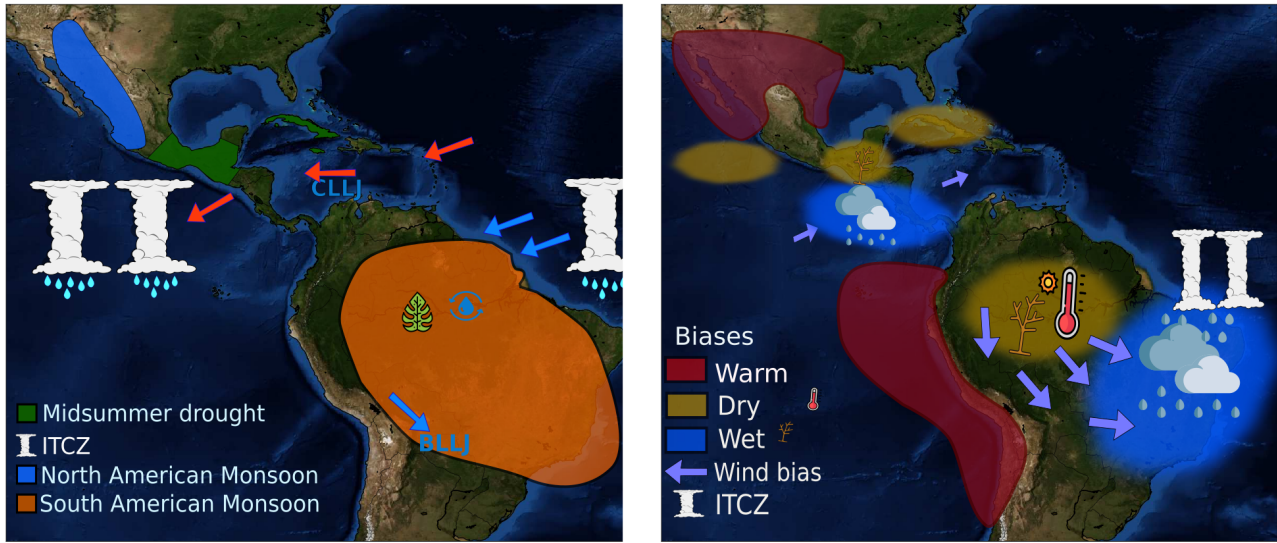 CLLJ
BLLJ
Midsummer drought
ITCZ
North American Monsoon
South American Monsoon
Biases
Warm
Dry
Wet
Wind bias
ITCZ